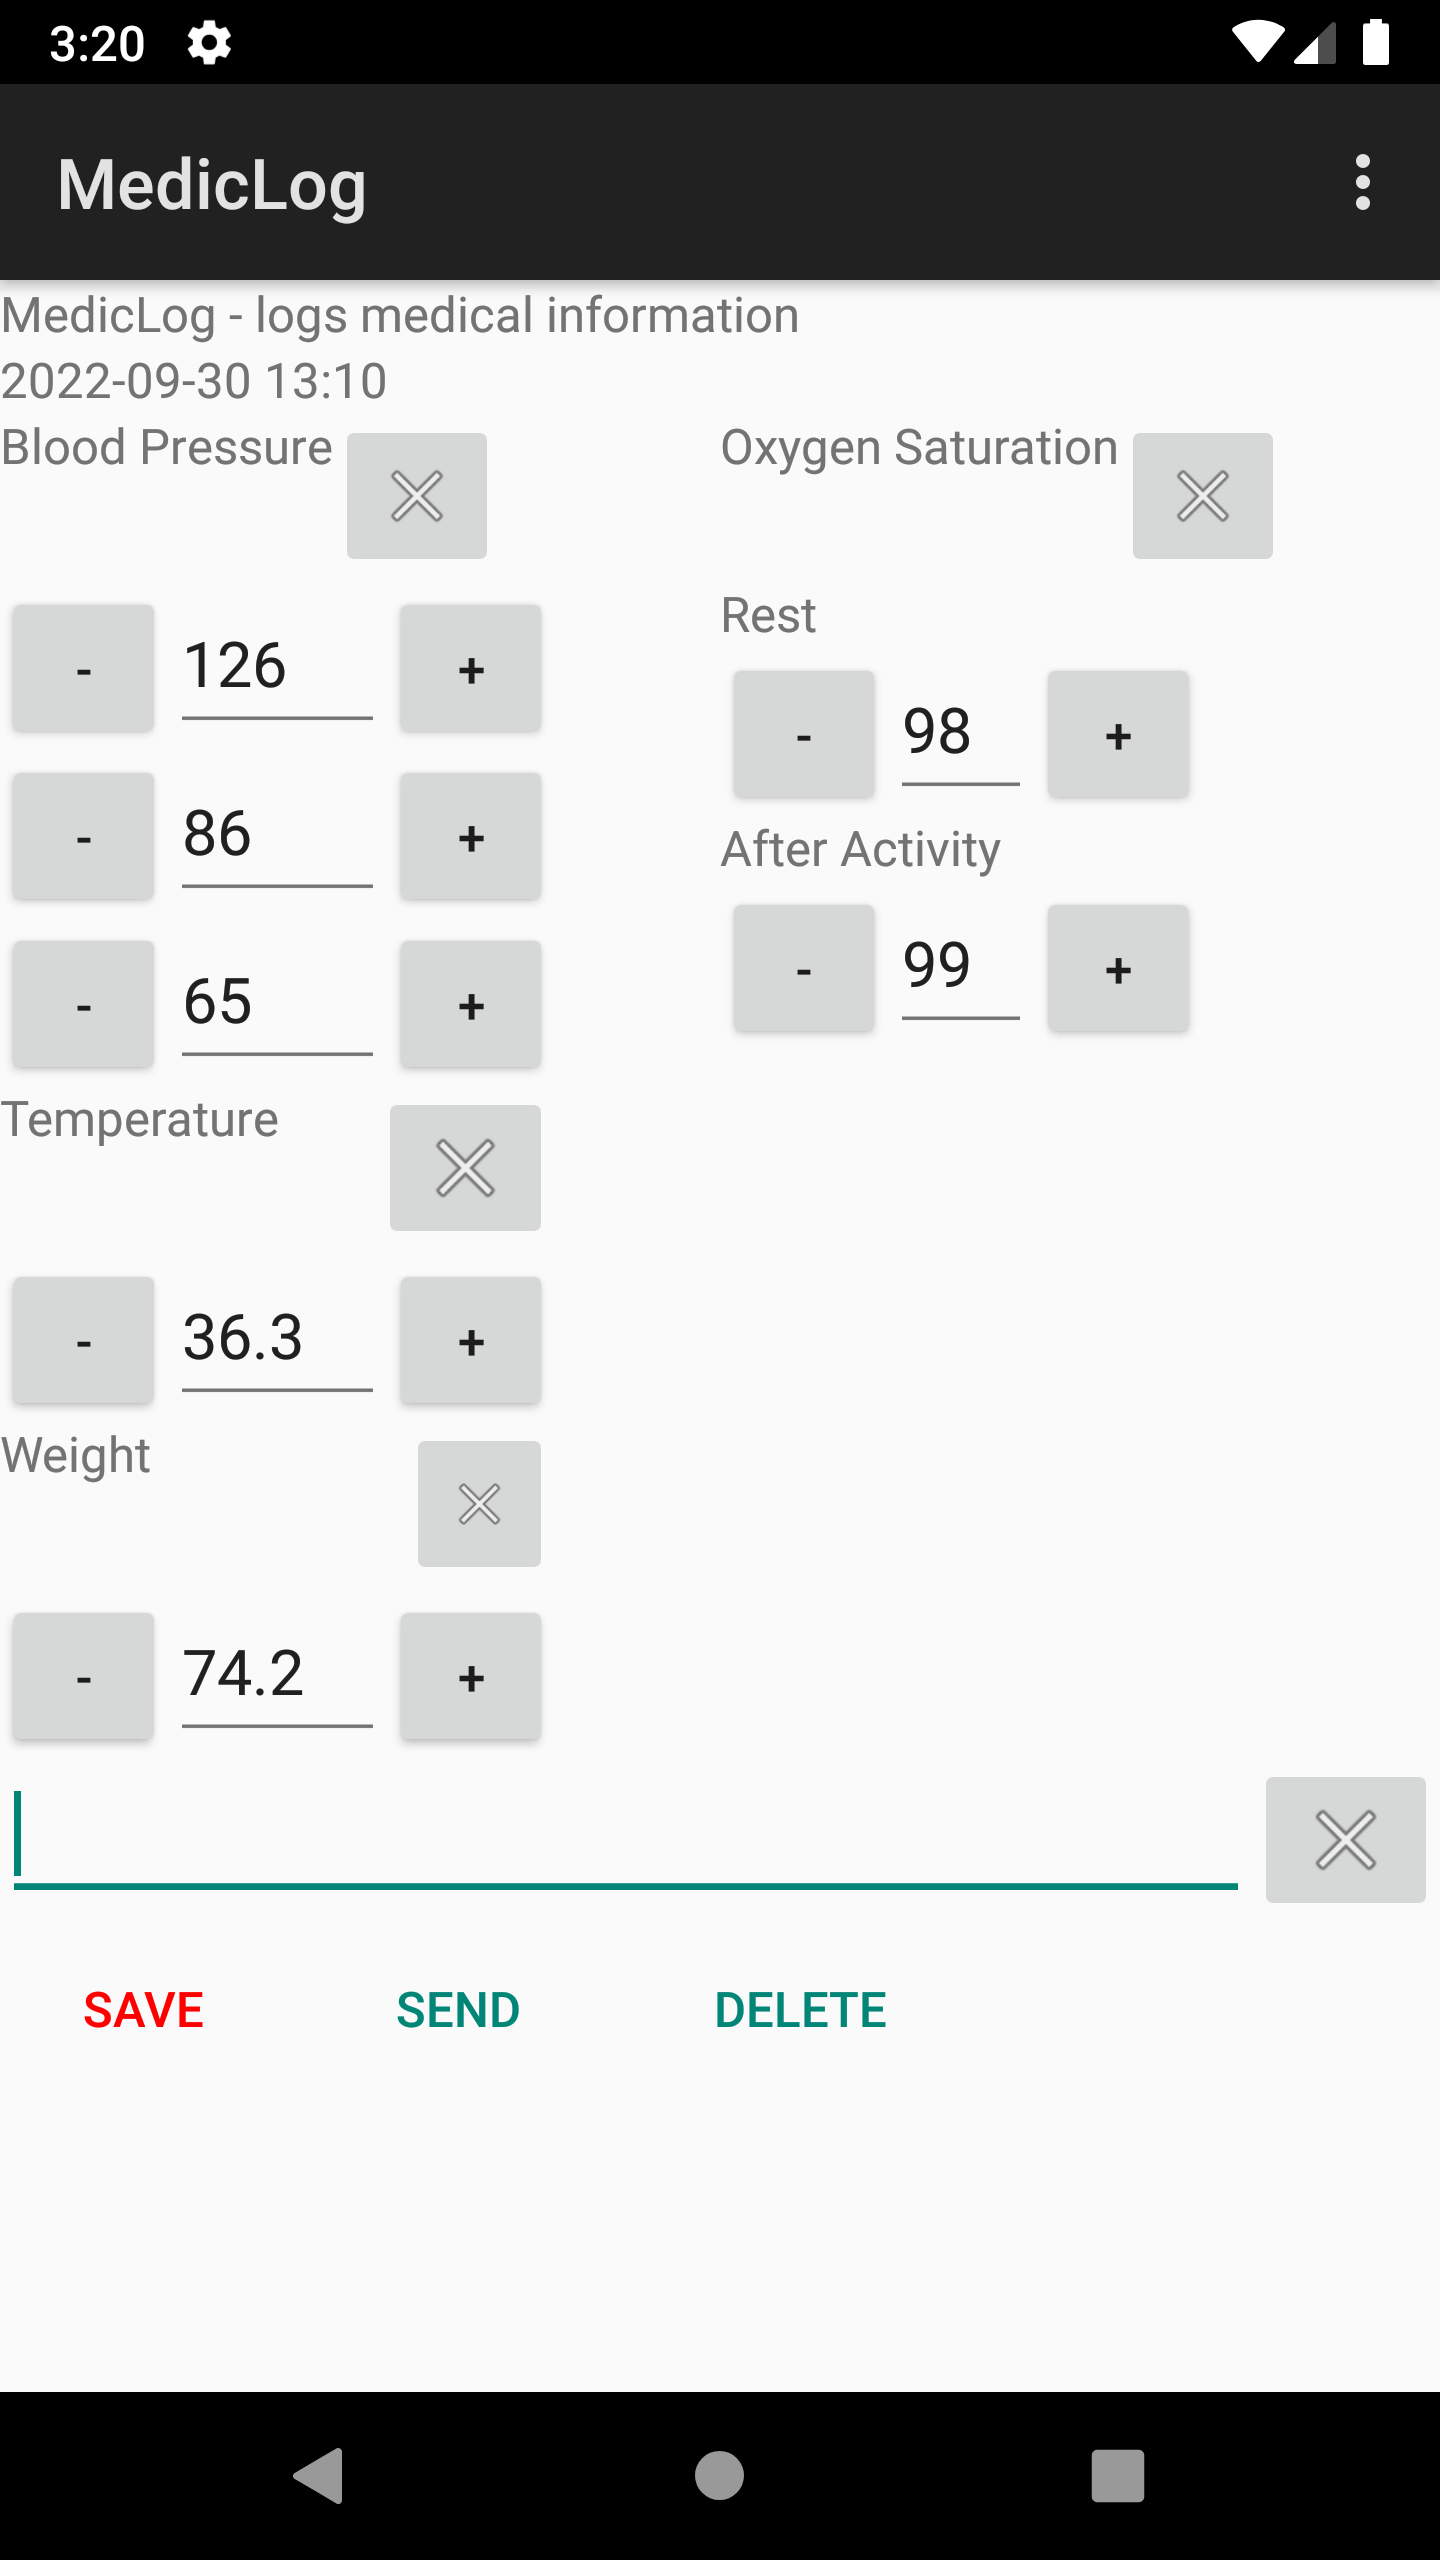 3:20
MedicLog
MedicLog - logs medical information
2022-09-30 13:10
Blood Pressure
- 126 +
- 86 +
- 65 +
Oxygen Saturation
Rest
- 98 +
After Activity
- 99 +
Temperature
- 36.3 +
Weight
- 74.2 +
SAVE SEND DELETE